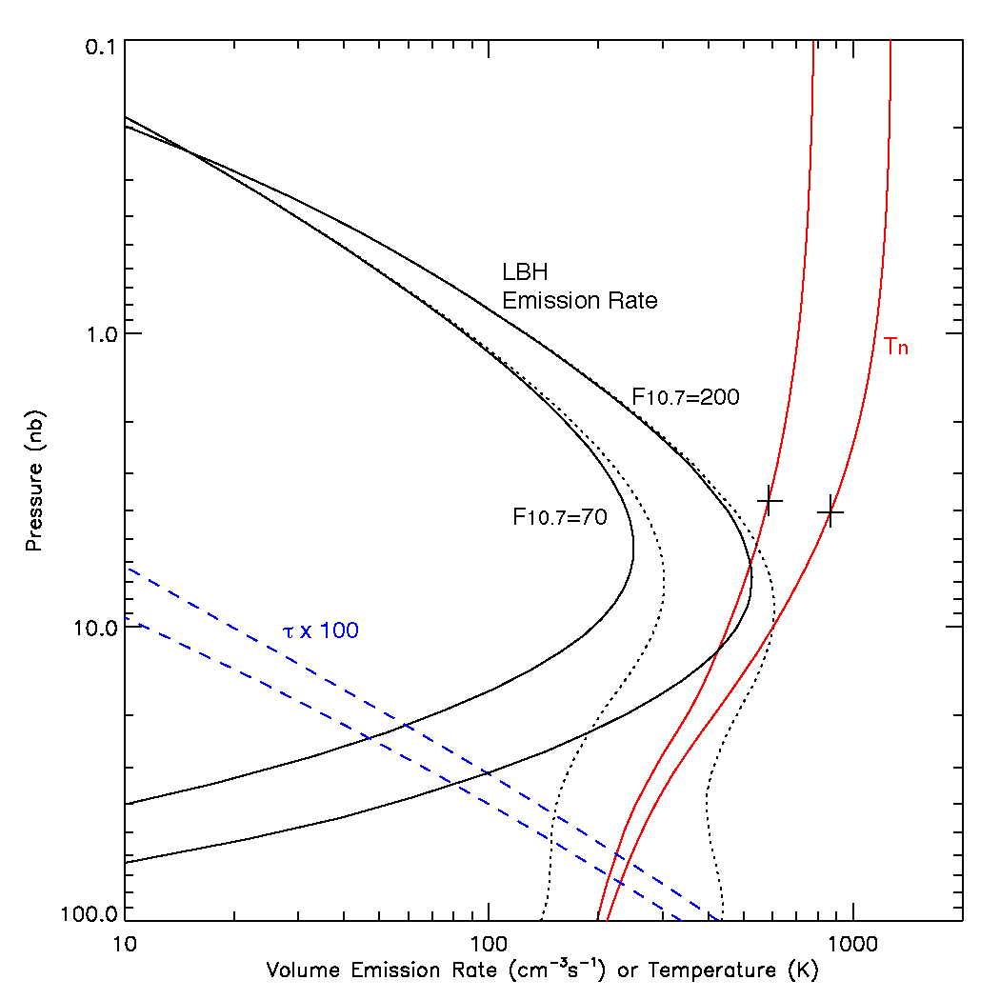 0.1
LBH
Emission Rate
1.0
Tn
F10.7=200
Pressure (nb)
F10.7=70
10.0
τ x 100
100.0
10
100
1000
Volume Emission Rate (cm⁻³s⁻¹) or Temperature (K)